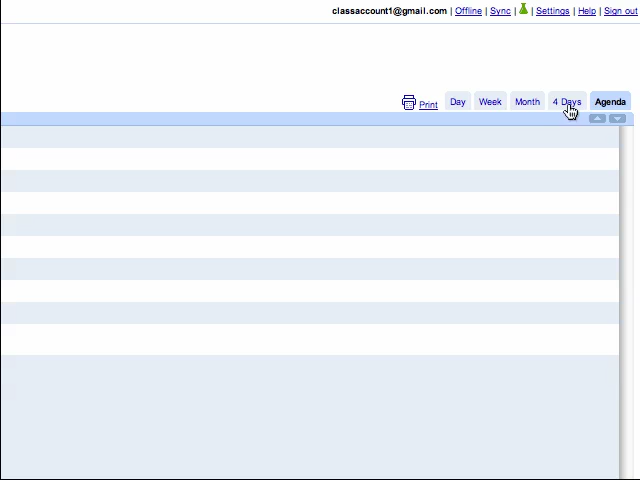 classaccount1@gmail.com | Offline | Sync | | Settings | Help | Sign out
Print Day Week Month 4 Days Agenda